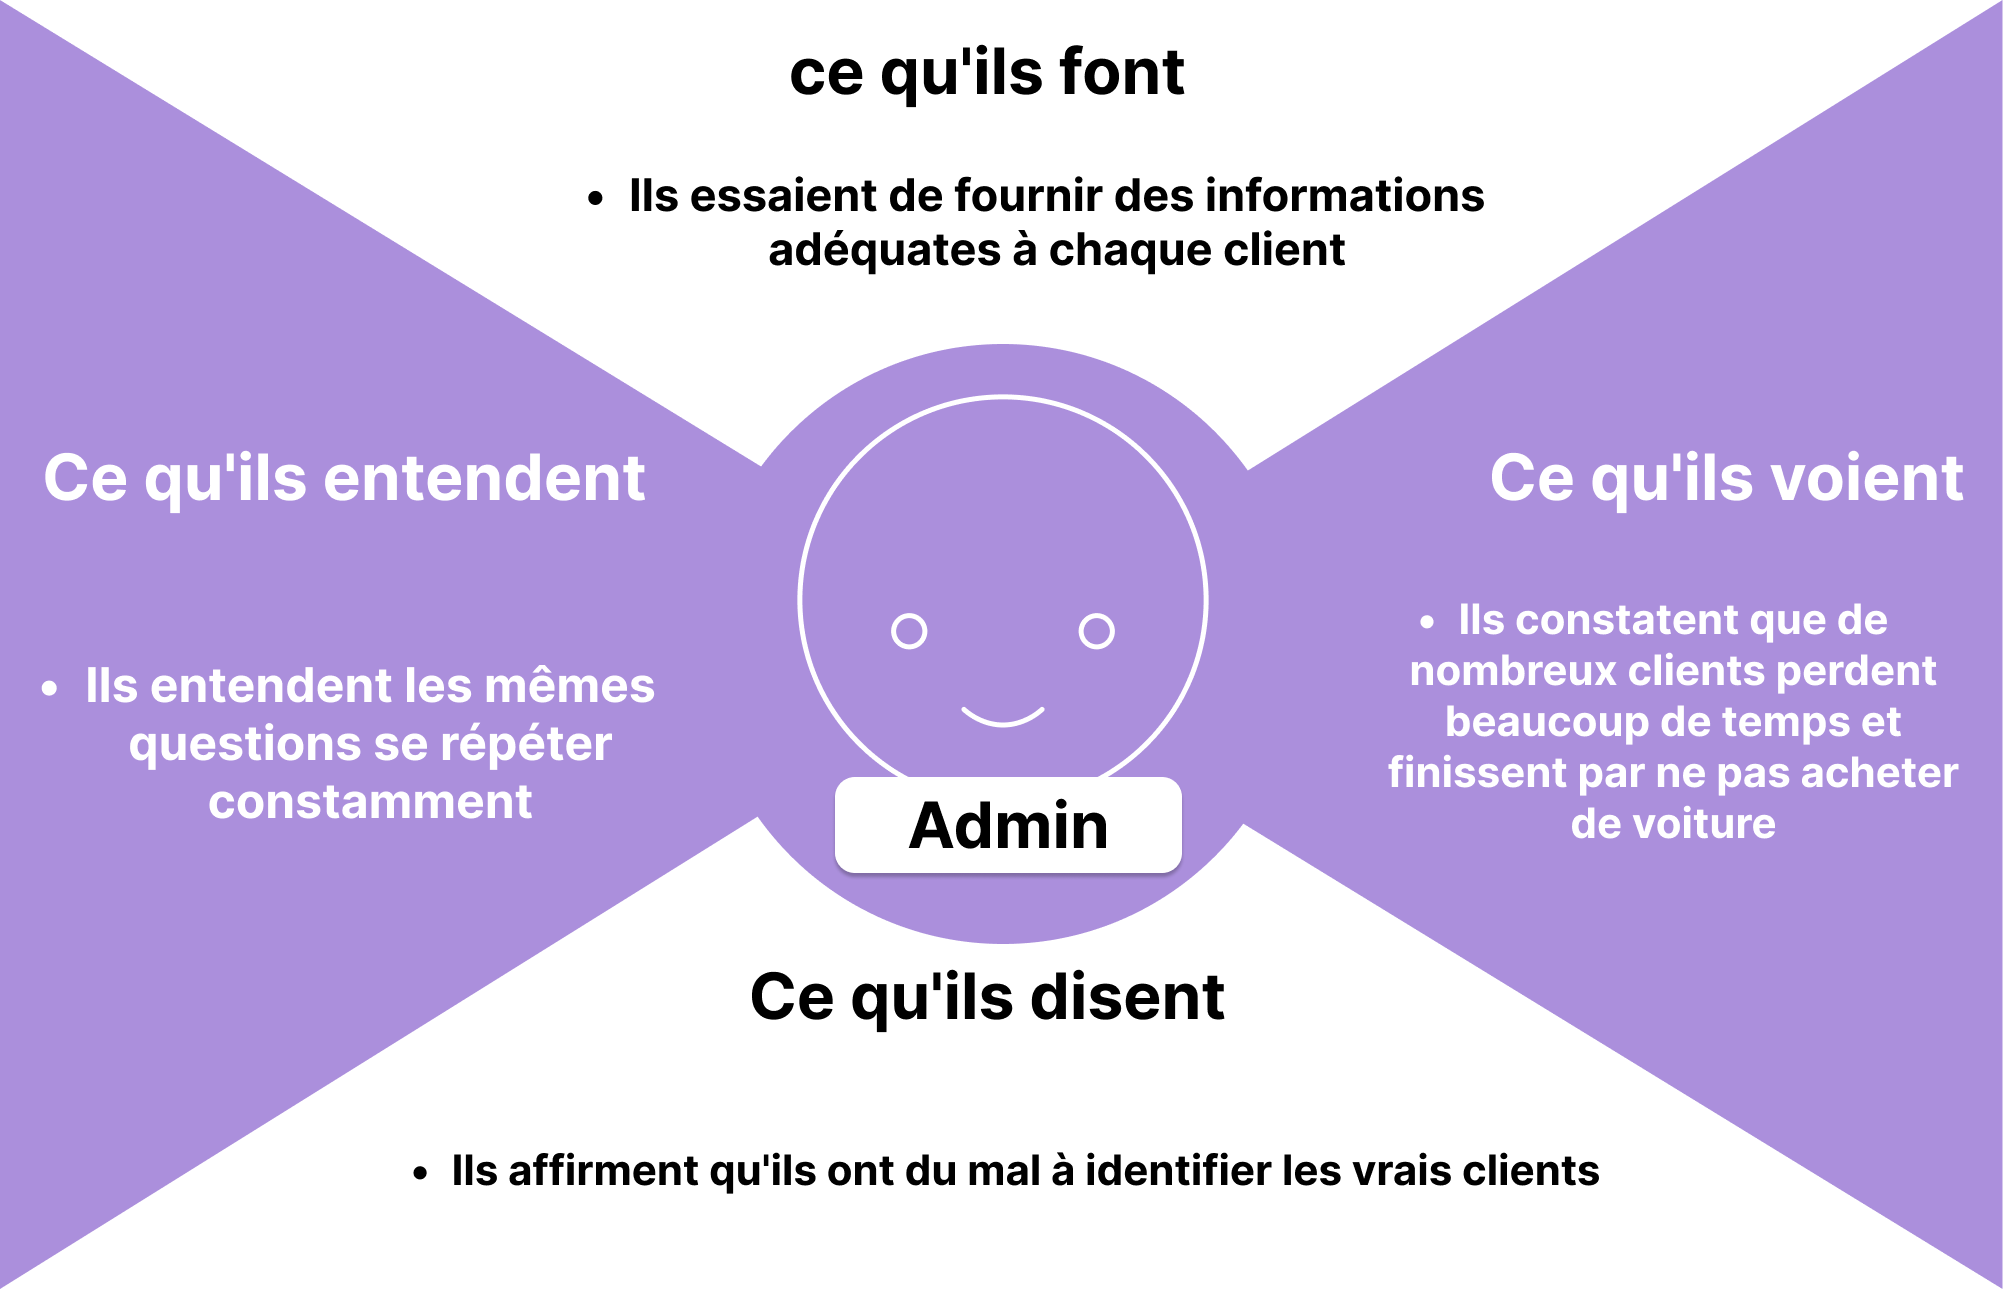 ce qu'ils font
• Ils essaient de fournir des informations
adéquates à chaque client
Ce qu'ils entendent
• Ils entendent les mêmes
questions se répéter
constamment
Ce qu'ils voient
• Ils constatent que de
nombreux clients perdent
beaucoup de temps et
finissent par ne pas acheter
de voiture
Admin
Ce qu'ils disent
• Ils affirment qu'ils ont du mal à identifier les vrais clients